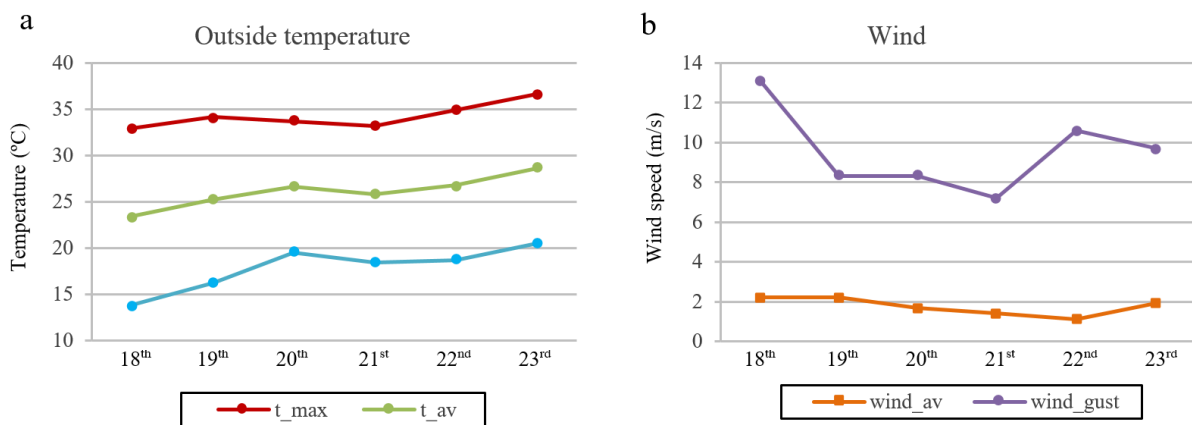 a
Outside temperature
Temperature (ºC)
40
35
30
25
20
15
10
18th 19th 20th 21st 22nd 23rd
t_max t_av
b
Wind
Wind speed (m/s)
14
12
10
8
6
4
2
0
18th 19th 20th 21st 22nd 23rd
wind_av wind_gust